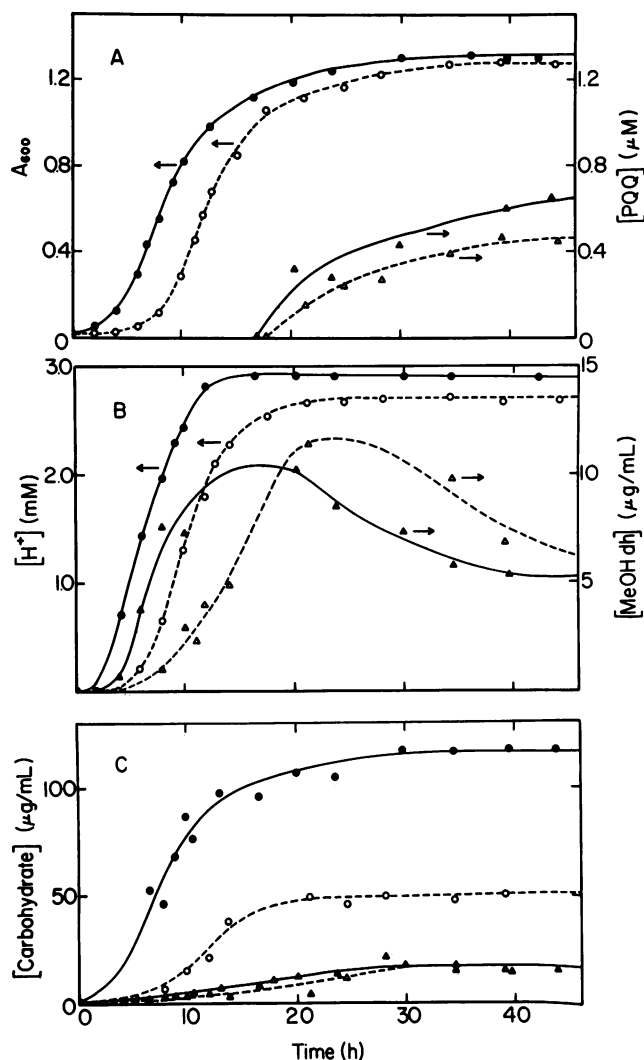 A
A₆₀₀
1.2
0.8
0.4
0
1.2
0.8
0.4
0
[PQQ] (μM)
B
[H⁺] (mM)
3.0
2.0
1.0
15
10
5
[MeOH dh] (μg/mL)
C
[Carbohydrate] (μg/mL)
100
50
0
0 10 20 30 40
Time (h)